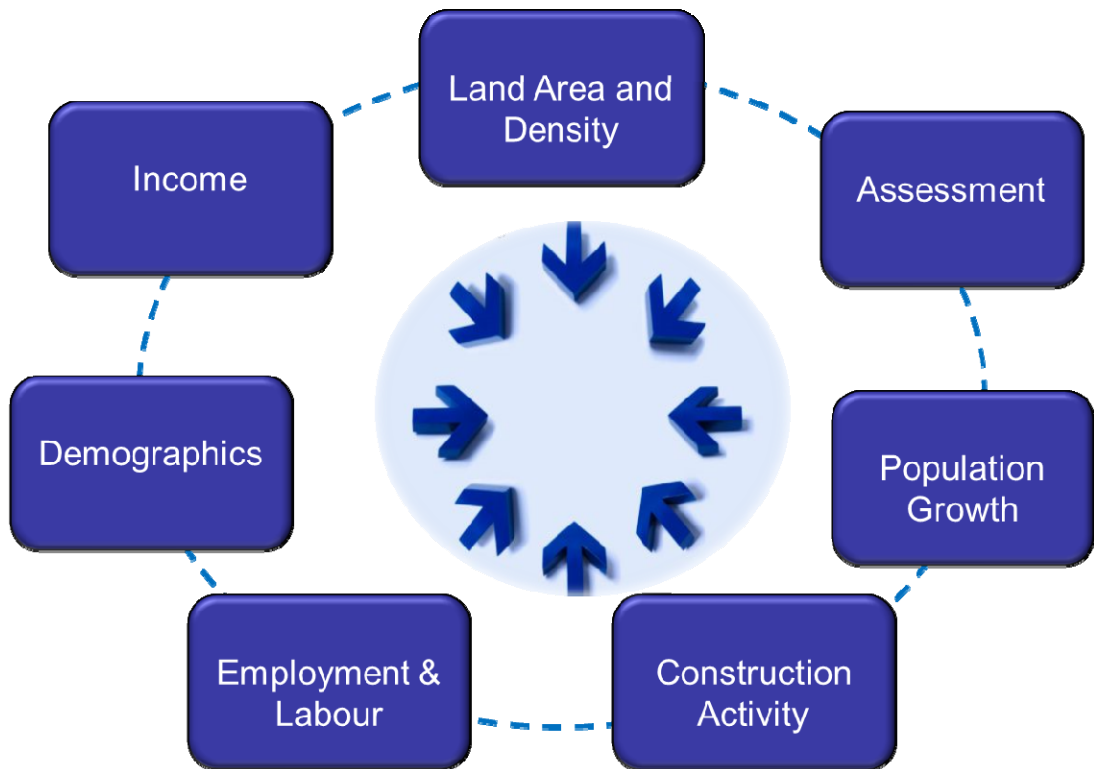 Land Area and
Density
Assessment
Population
Growth
Construction
Activity
Employment &
Labour
Demographics
Income